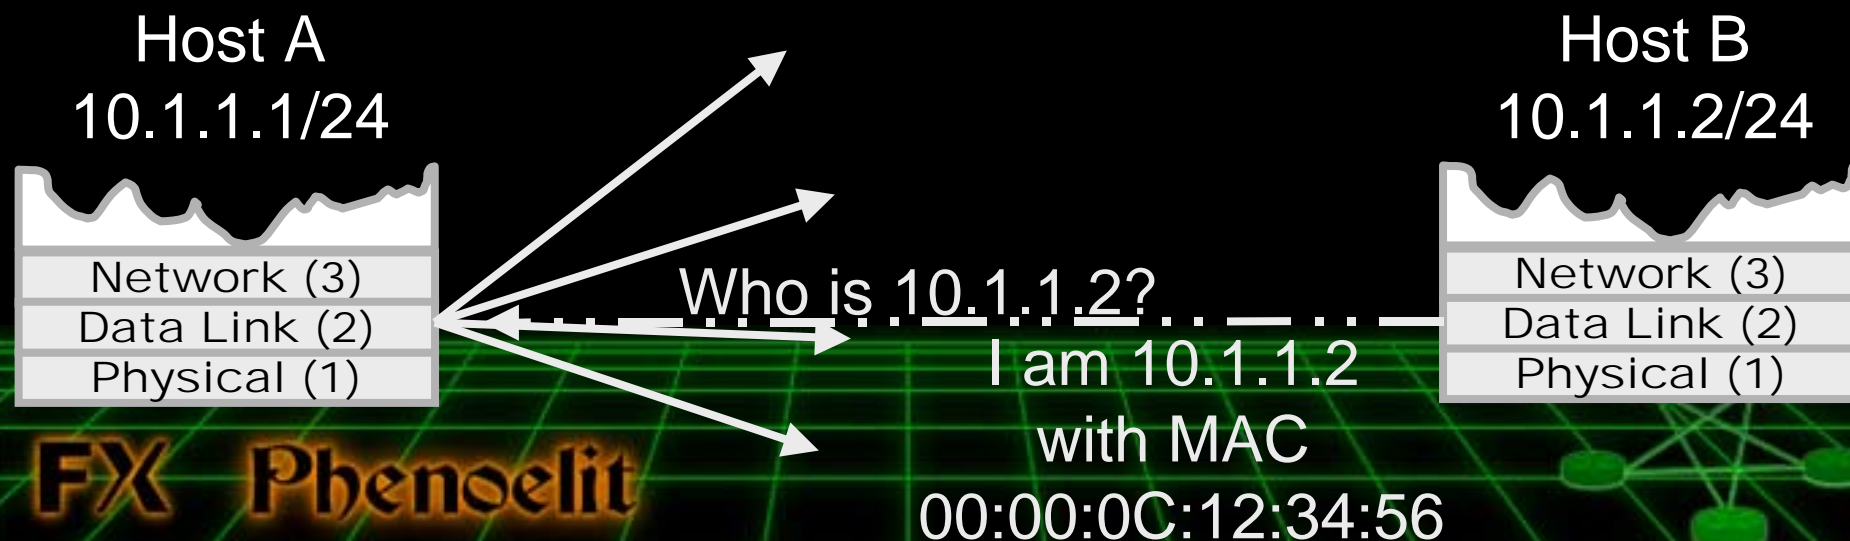 Host A
10.1.1.1/24
Network (3)
Data Link (2)
Physical (1)
Who is 10.1.1.2?
I am 10.1.1.2
with MAC
00:00:0C:12:34:56
Host B
10.1.1.2/24
Network (3)
Data Link (2)
Physical (1)
FX Phenoelit